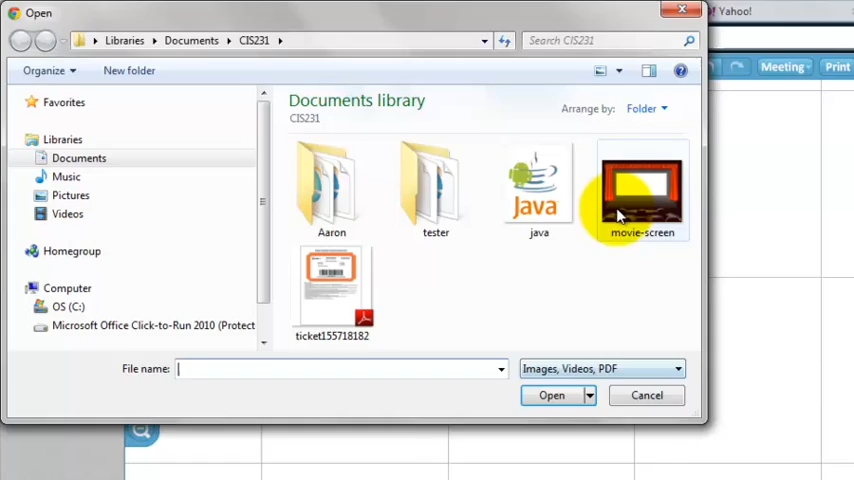 Open
Yahoo!
Libraries Documents CIS231
Search CIS231
Organize
New folder
Meeting
Print
Favorites
Libraries
Documents
Music
Pictures
Videos
Homegroup
Computer
OS (C:)
Microsoft Office Click-to-Run 2010 (Protect
Documents library
CIS231
Arrange by: Folder
Java
Aaron
tester
java
movie-screen
ticket155718182
File name:
Images, Videos, PDF
Open
Cancel